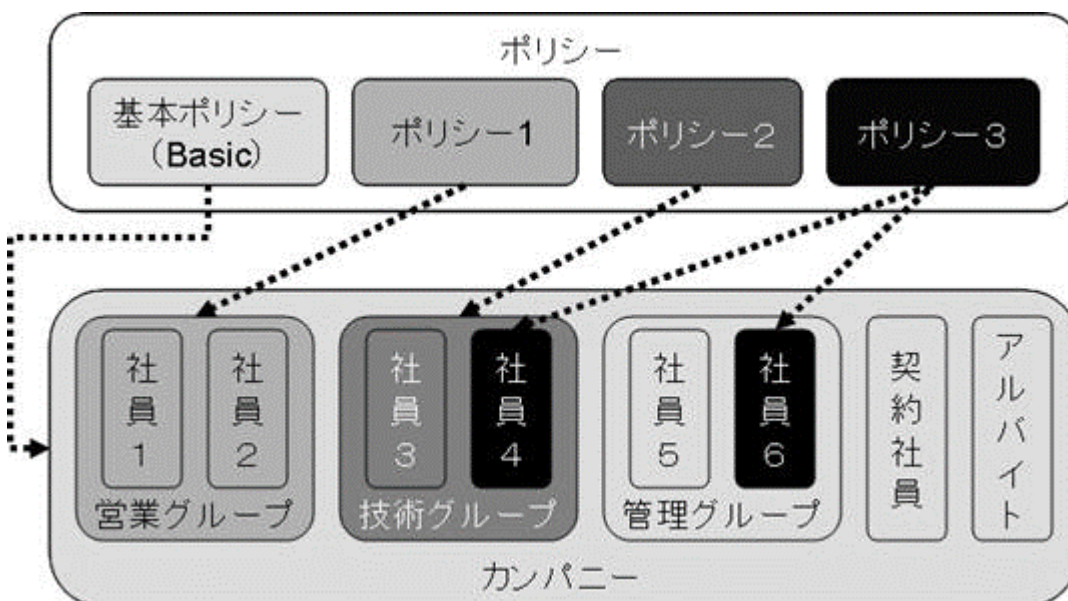 ポリシー
基本ポリシー
（Basic）
ポリシー1
ポリシー2
ポリシー3
社員1
社員2
営業グループ
社員3
社員4
技術グループ
社員5
社員6
管理グループ
契約社員
アルバイト
カンパニー